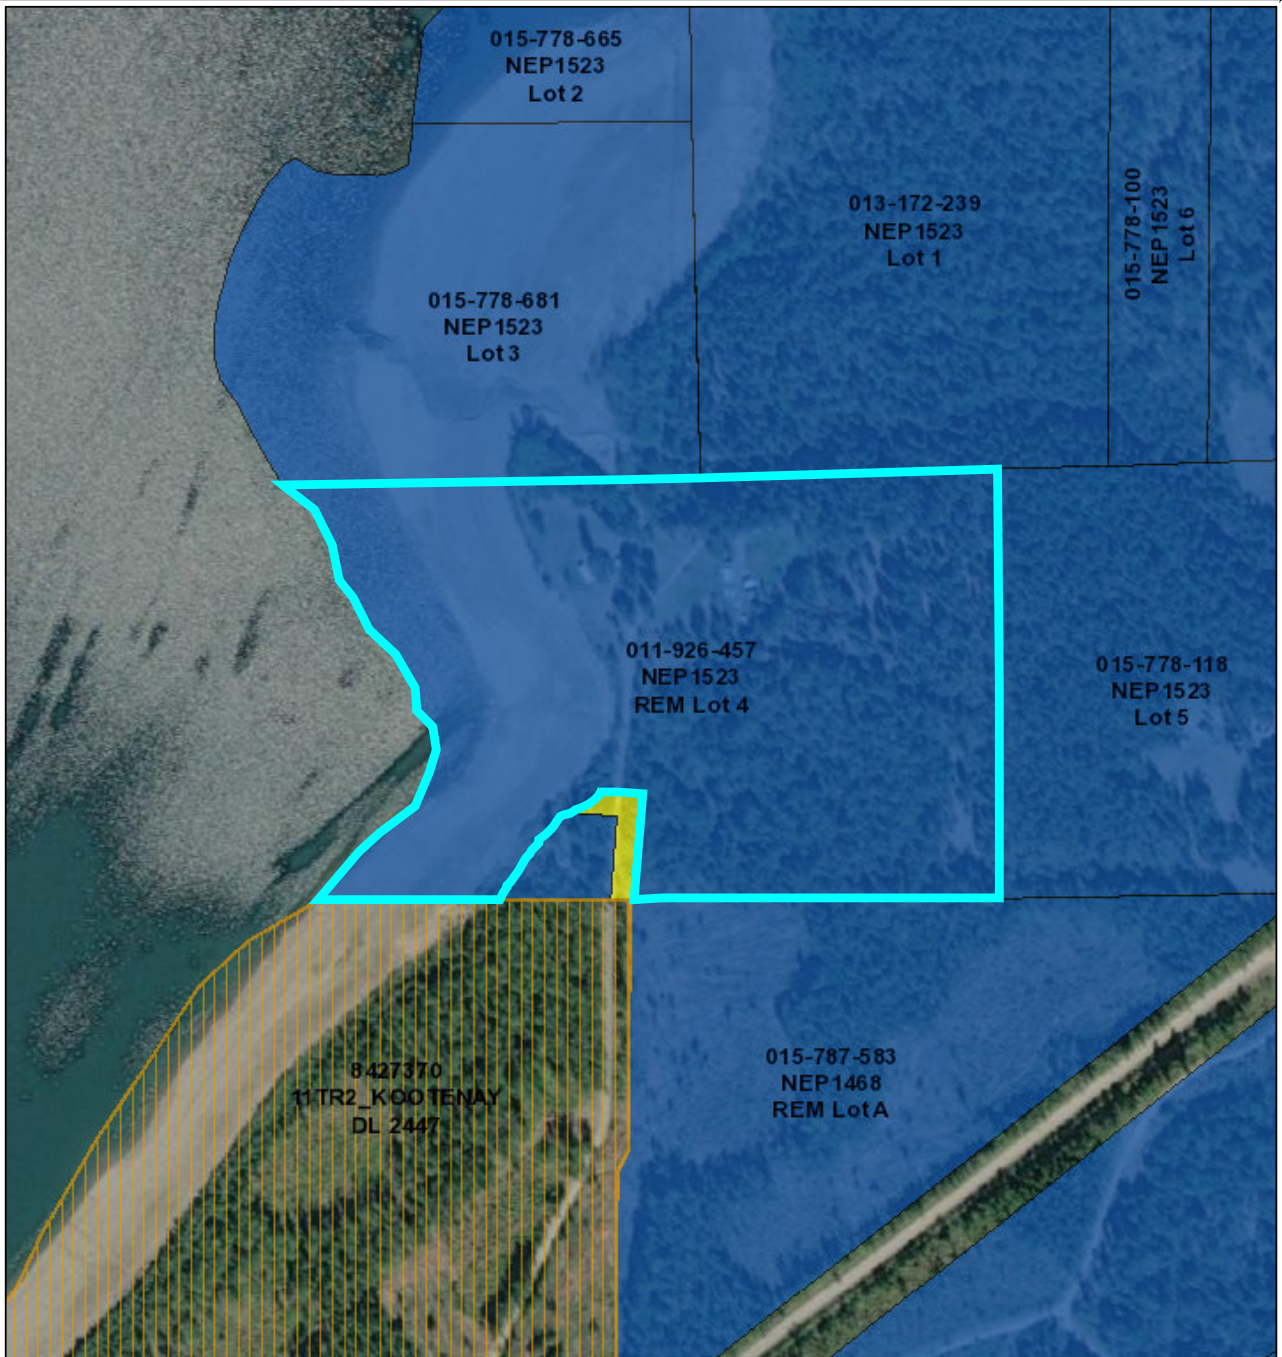 015-778-665
NEP1523
Lot 2
013-172-239
NEP1523
Lot 1
015-778-100
NEP1523
Lot 6
015-778-681
NEP1523
Lot 3
011-926-457
NEP1523
REM Lot 4
015-778-118
NEP1523
Lot 5
8427370
11TR2_KOOTENAY
DL 2447
015-787-583
NEP1468
REM Lot A